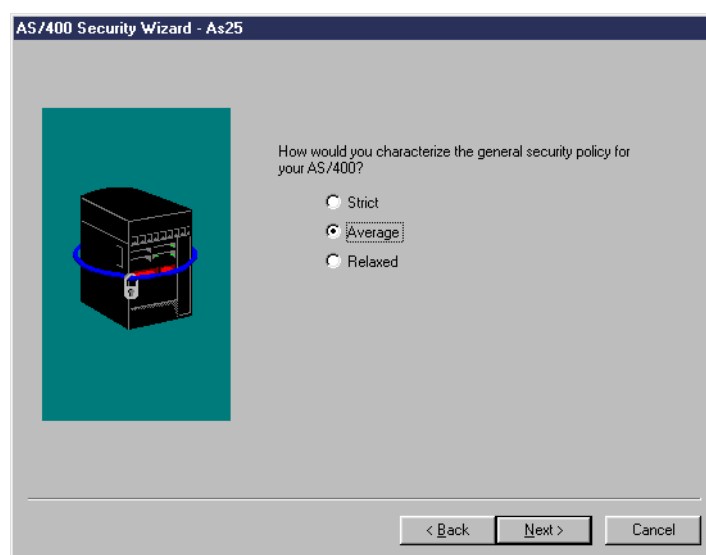 AS/400 Security Wizard - As25
How would you characterize the general security policy for
your AS/400?
Strict
Average
Relaxed
< Back
Next >
Cancel